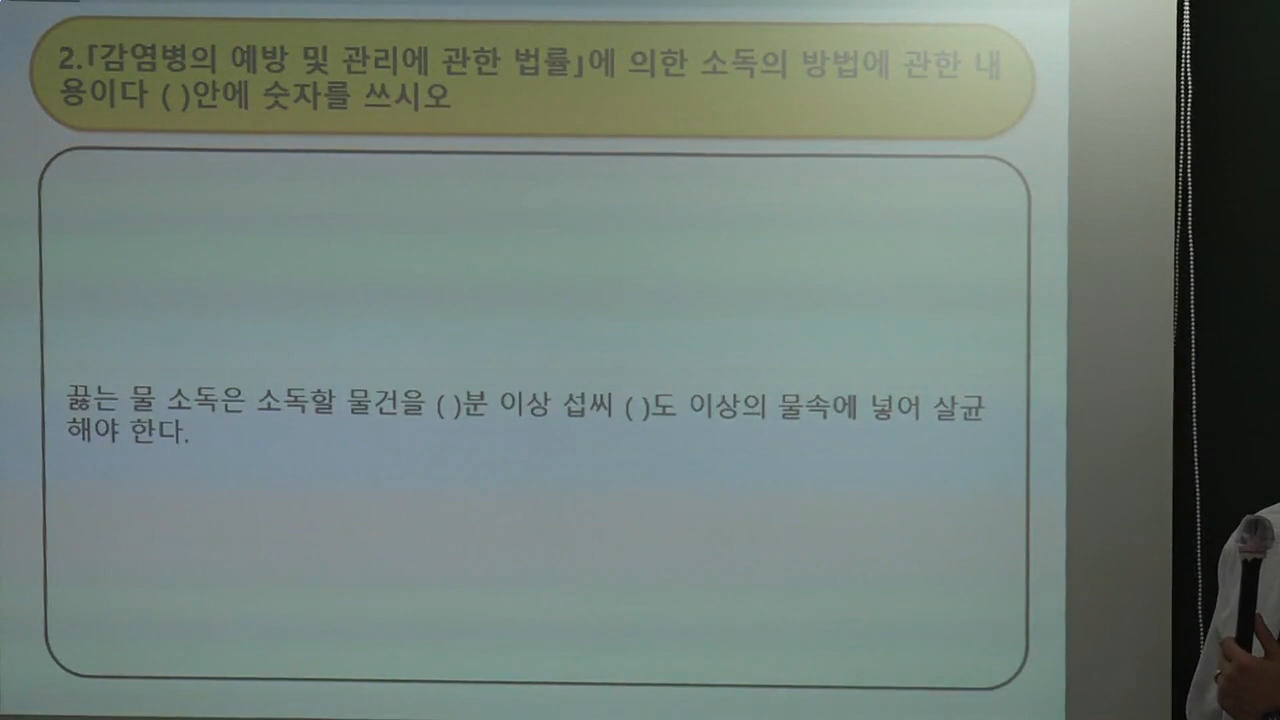 2.「감염병의 예방 및 관리에 관한 법률」에 의한 소독의 방법에 관한 내
용이다 ( )안에 숫자를 쓰시오
끓는 물 소독은 소독할 물건을 ( )분 이상 섭씨 ( )도 이상의 물속에 넣어 살균
해야 한다.